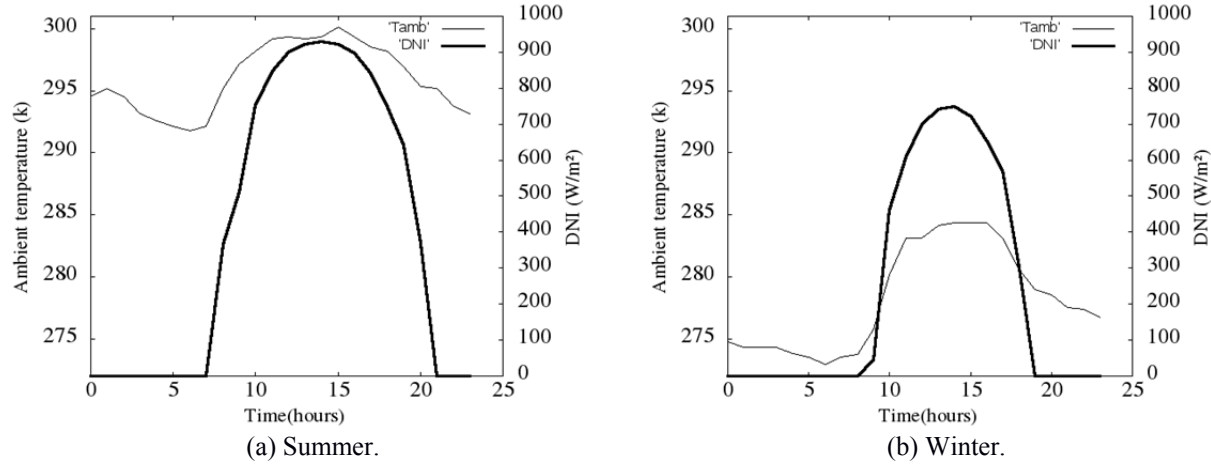 300
295
290
285
280
275
Ambient temperature (k)
'Tamb'
'DNI'
1000
900
800
700
600
500
400
300
200
100
0
DNI (W/m²)
0 5 10 15 20 25
Time(hours)
(a) Summer.
300
295
290
285
280
275
Ambient temperature (k)
'Tamb'
'DNI'
1000
900
800
700
600
500
400
300
200
100
0
DNI (W/m²)
0 5 10 15 20 25
Time(hours)
(b) Winter.